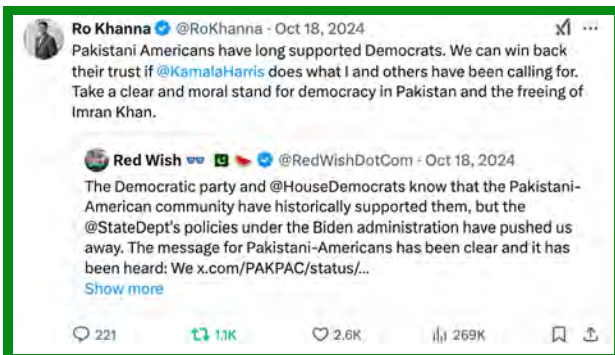 Ro Khanna @RoKhanna · Oct 18, 2024
Pakistani Americans have long supported Democrats. We can win back
their trust if @KamalaHarris does what I and others have been calling for.
Take a clear and moral stand for democracy in Pakistan and the freeing of
Imran Khan.
Red Wish 👓 🇵🇰 🍉 @RedWishDotCom · Oct 18, 2024
The Democratic party and @HouseDemocrats know that the Pakistani-
American community have historically supported them, but the
@StateDept's policies under the Biden administration have pushed us
away. The message for Pakistani-Americans has been clear and it has
been heard: We x.com/PAKPAC/status/...
Show more
221 1.1K 2.6K 269K